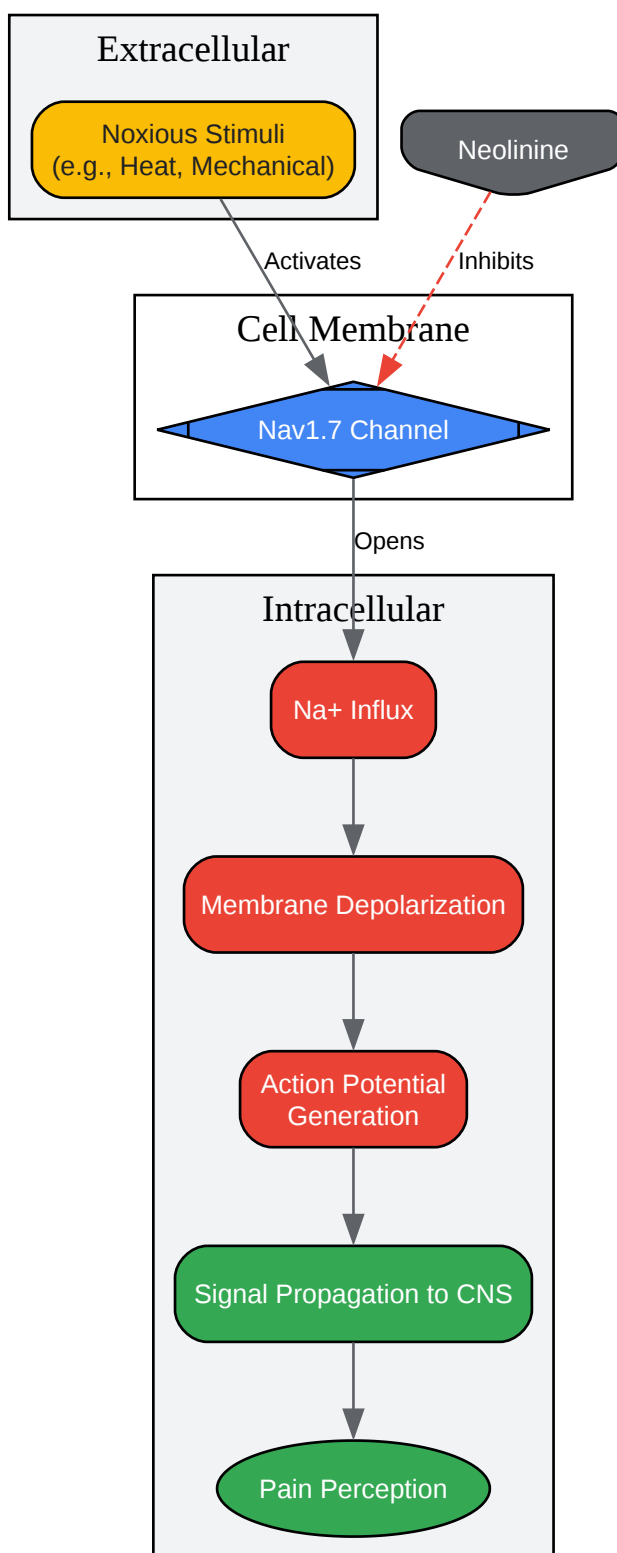 Extracellular
Noxious Stimuli
(e.g., Heat, Mechanical)
Neolinine
Activates
Inhibits
Cell Membrane
Nav1.7 Channel
Opens
Intracellular
Na+ Influx
Membrane Depolarization
Action Potential
Generation
Signal Propagation to CNS
Pain Perception